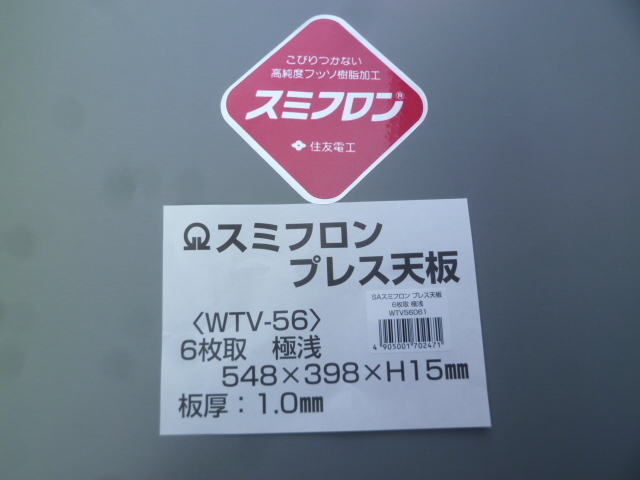 こびりつかない
高純度フッソ樹脂加工
スミフロン®
住友電工
スミフロン
プレス天板
〈WTV-56〉
6枚取 極浅
548×398×H15mm
板厚：1.0mm
SAスミフロン プレス天板
6枚取 極浅
WTV56061
4 905001 702471